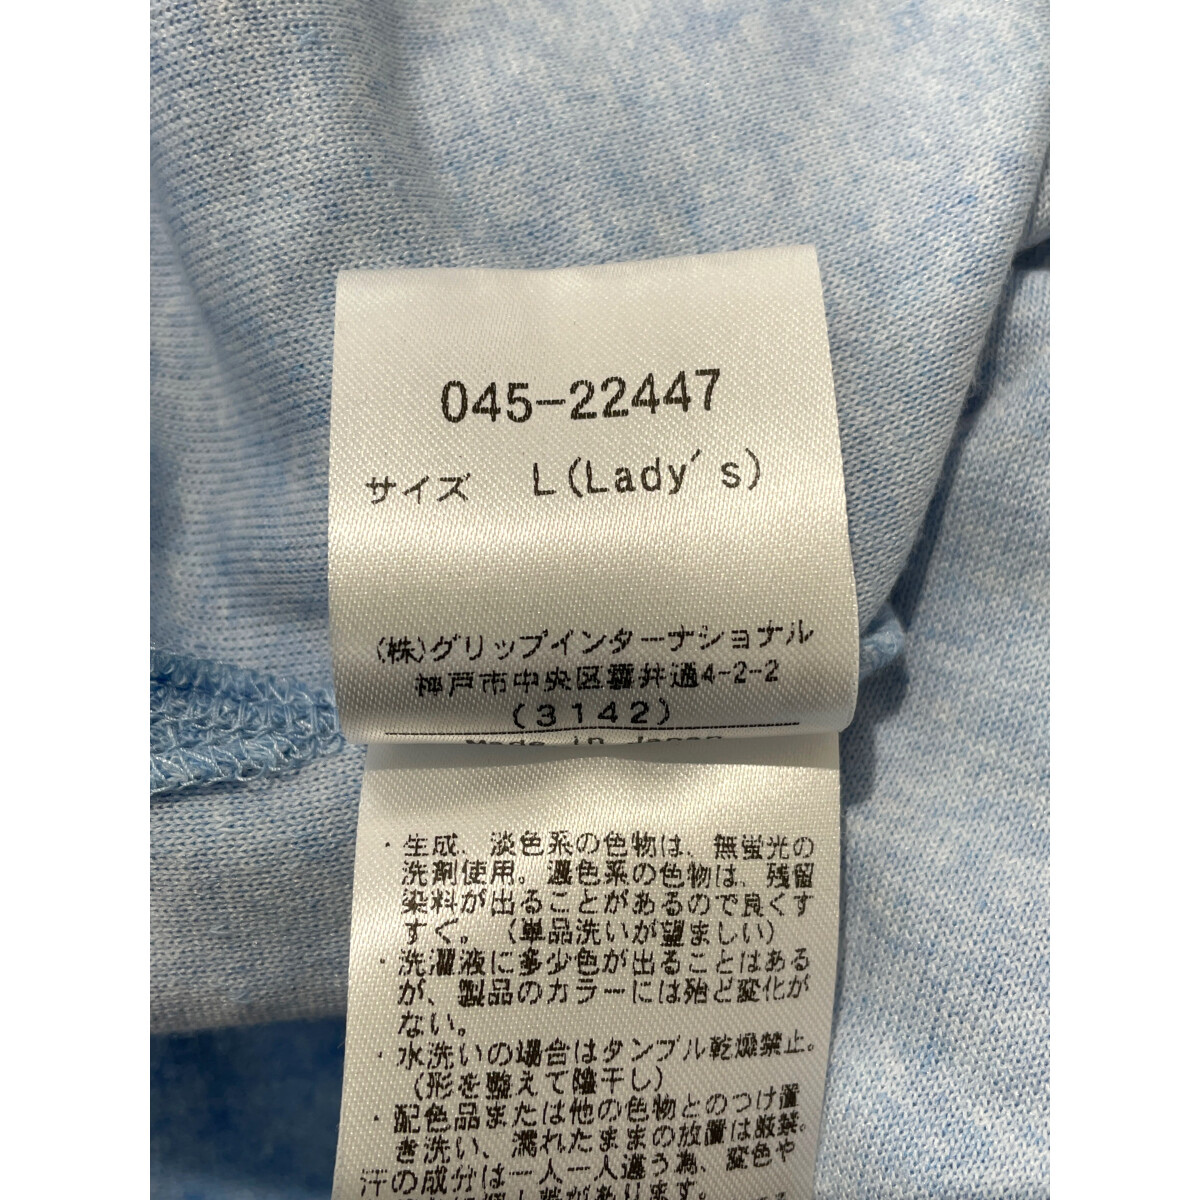 045-22447
サイズ L(Lady's)
(株)グリップインターナショナル
神戸市中央区雲井通4-2-2
(3142)
Made in Japan
・生成、淡色系の色物は、無蛍光の
洗剤使用。濃色系の色物は、残留
染料が出ることがあるので良くす
すぐ。(単品洗いが望ましい)
・洗濯液に多少色が出ることはある
が、製品のカラーには殆ど変化が
ない。
・水洗いの場合はタンブル乾燥禁止。
(形を整えて陰干し)
・配色品または他の色物とのつけ置
き洗い、濡れたままの放置は厳禁。
汗の成分は一人一人違う為、変色や
があります。